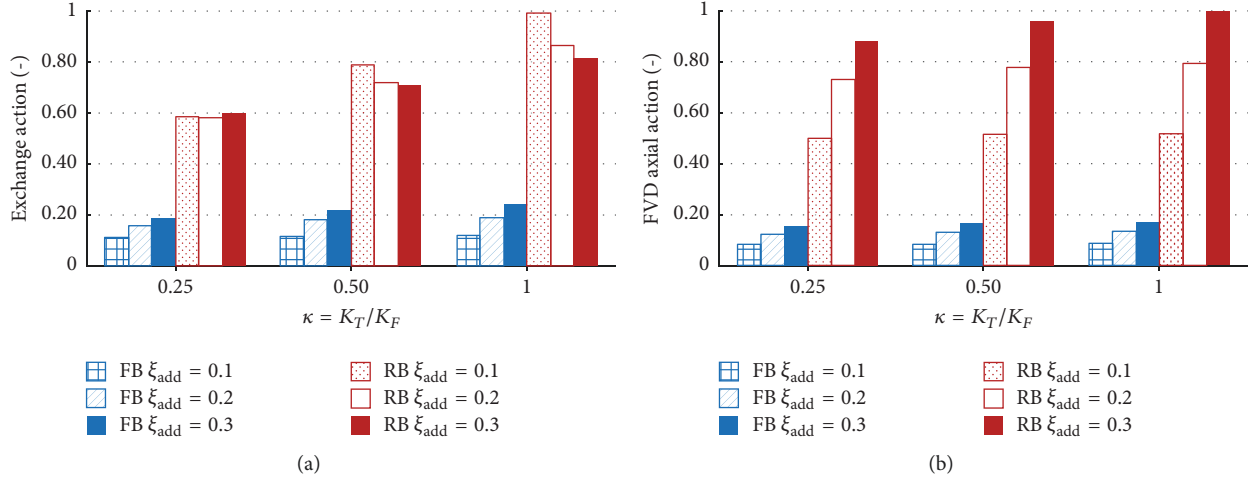 Exchange action (-)
1
0.80
0.60
0.40
0.20
0
0.25
0.50
1
κ = K_T/K_F
FB ξ_add = 0.1
FB ξ_add = 0.2
FB ξ_add = 0.3
RB ξ_add = 0.1
RB ξ_add = 0.2
RB ξ_add = 0.3
(a)
FVD axial action (-)
1
0.80
0.60
0.40
0.20
0
0.25
0.50
1
κ = K_T/K_F
FB ξ_add = 0.1
FB ξ_add = 0.2
FB ξ_add = 0.3
RB ξ_add = 0.1
RB ξ_add = 0.2
RB ξ_add = 0.3
(b)